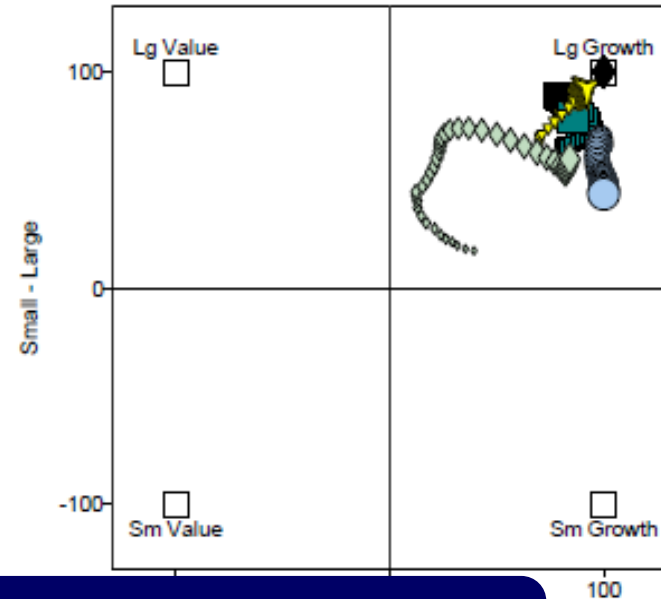 Lg Value
Lg Growth
100
Small - Large
0
-100
Sm Value
Sm Growth
100